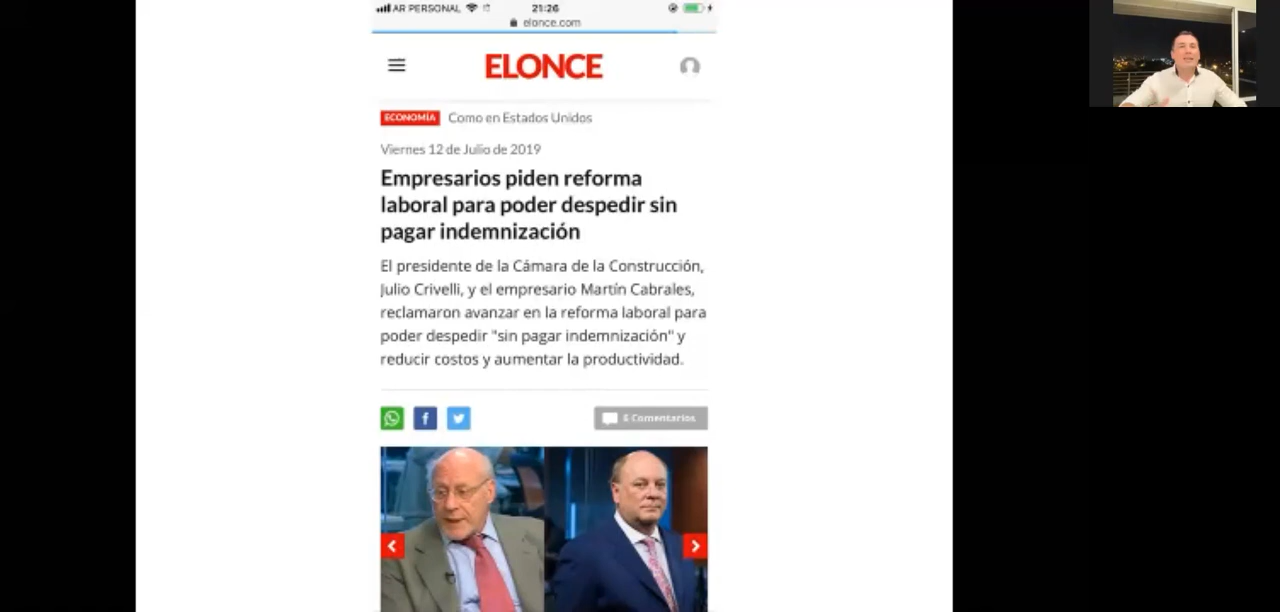 AR PERSONAL 21:26
elonce.com
ELONCE
ECONOMÍA Como en Estados Unidos
Viernes 12 de Julio de 2019
Empresarios piden reforma
laboral para poder despedir sin
pagar indemnización
El presidente de la Cámara de la Construcción,
Julio Crivelli, y el empresario Martín Cabrales,
reclamaron avanzar en la reforma laboral para
poder despedir "sin pagar indemnización" y
reducir costos y aumentar la productividad.
6 Comentarios